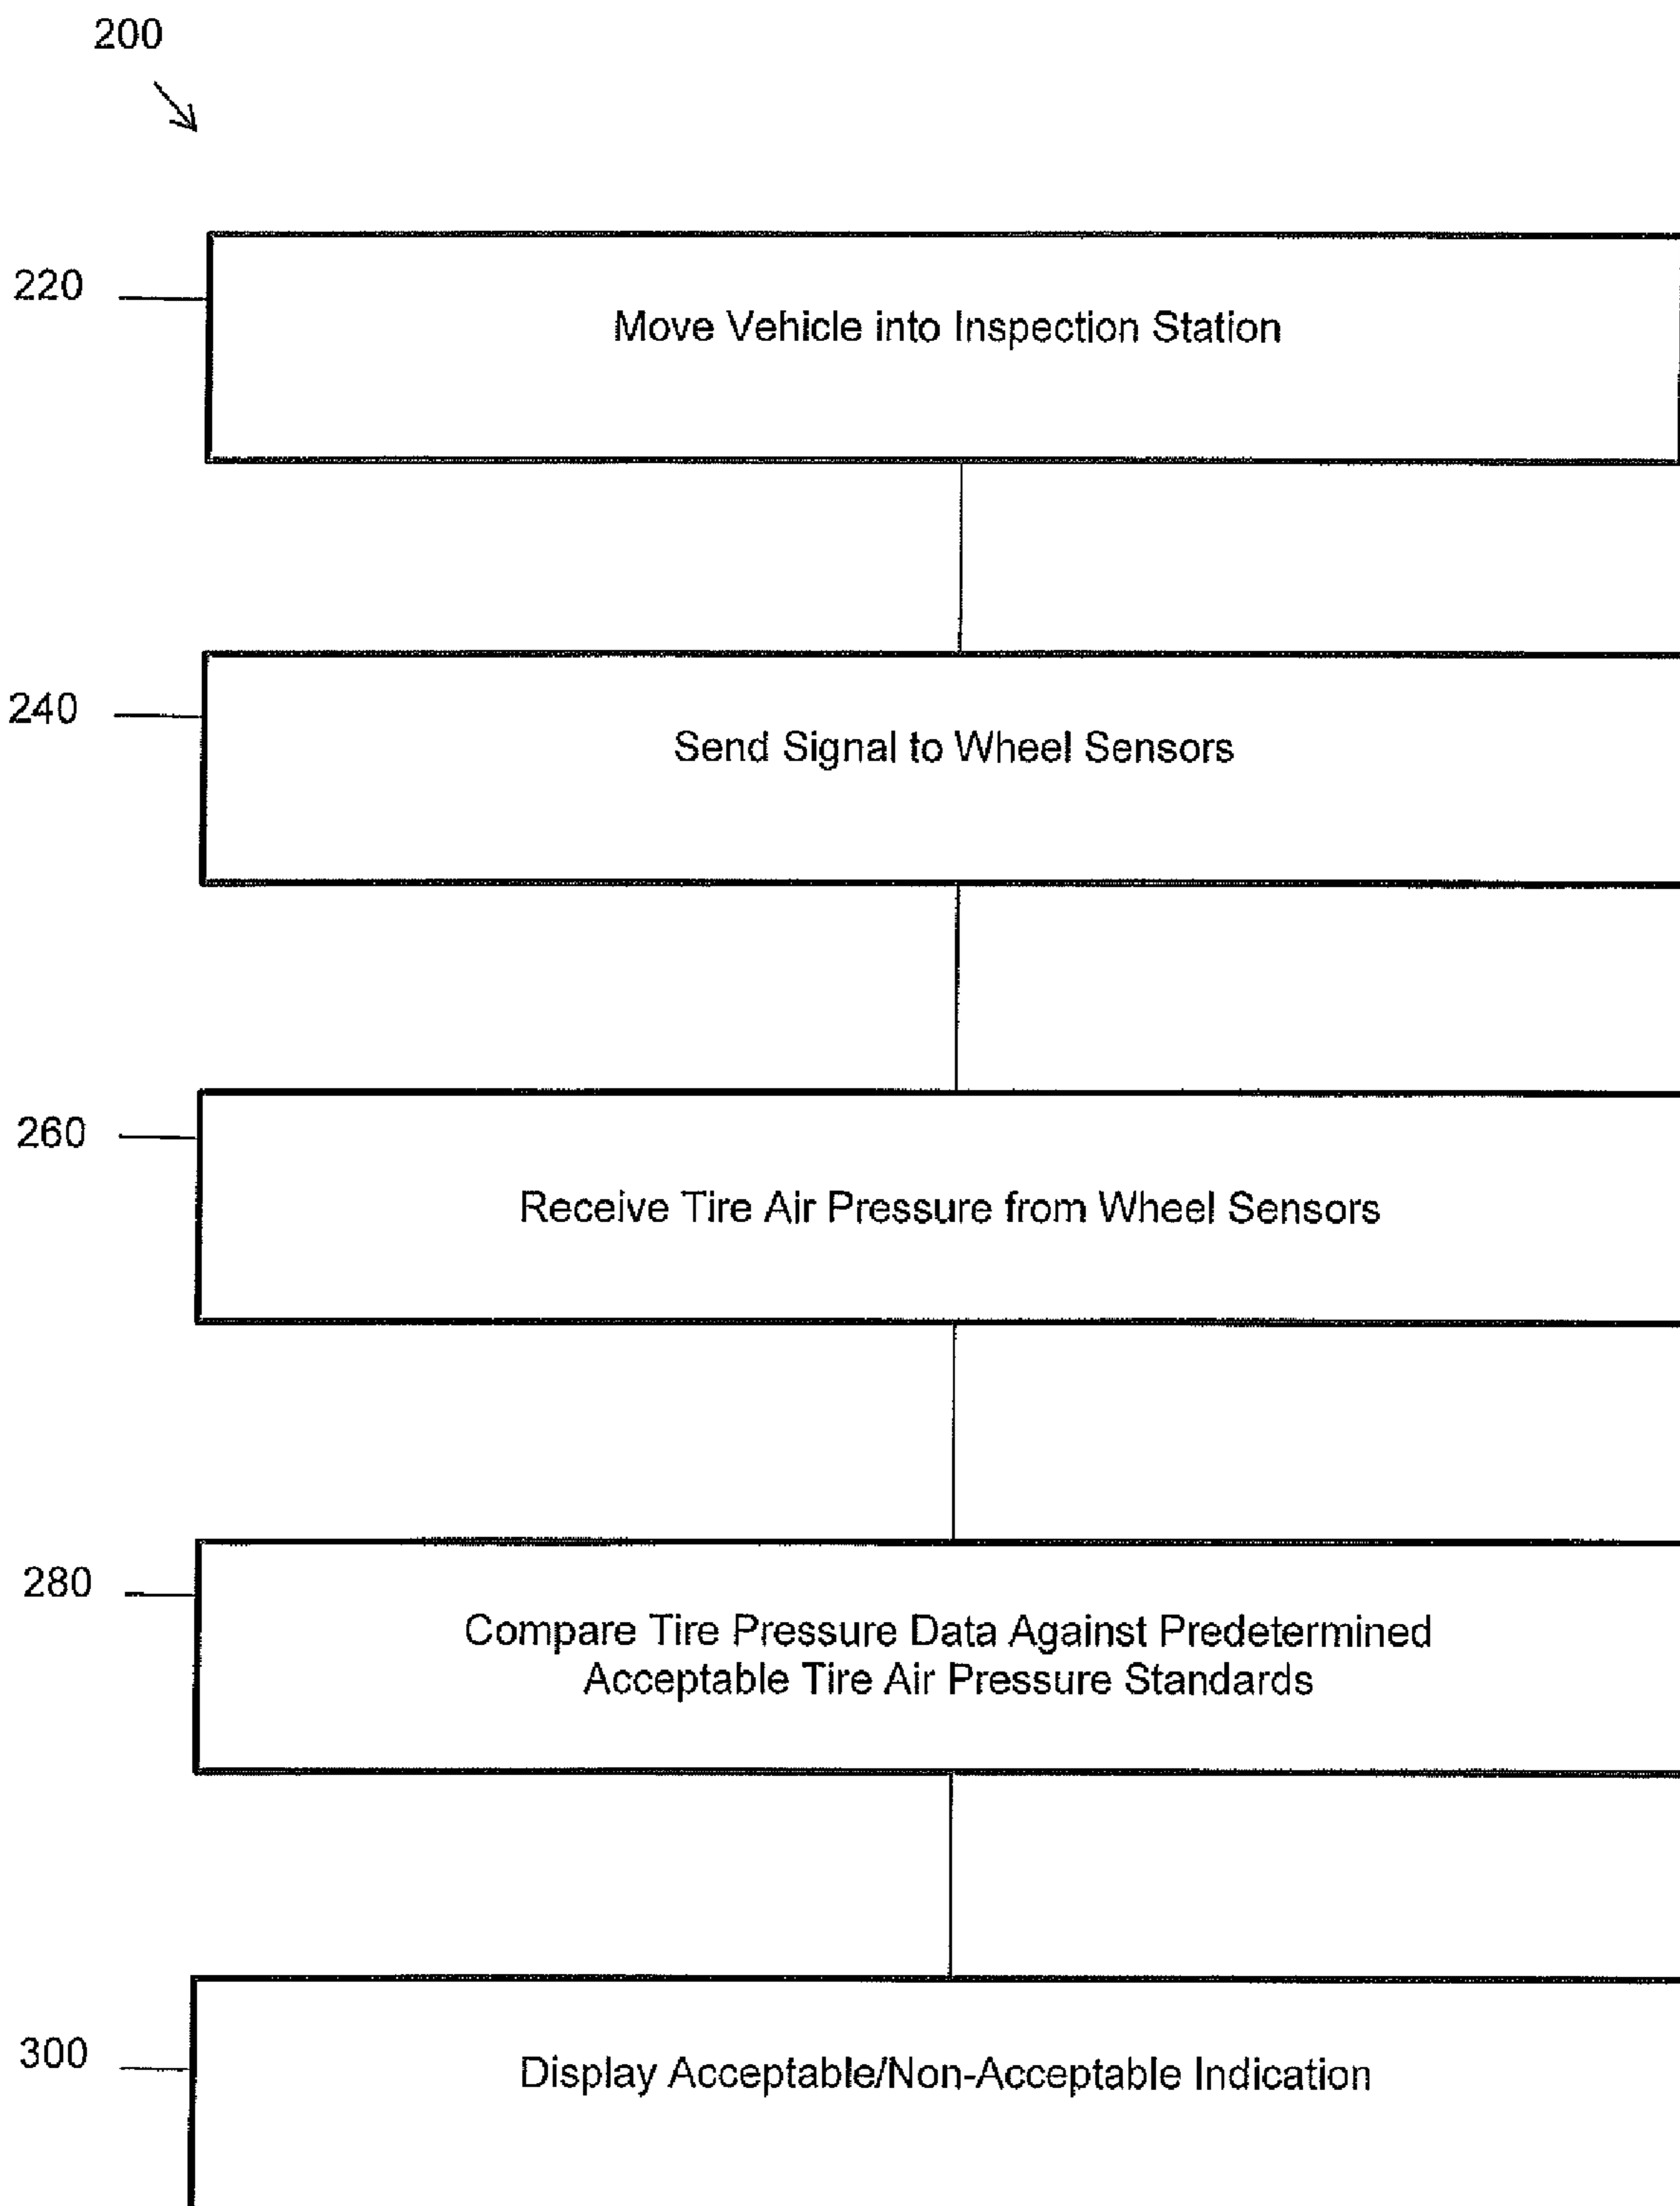 200
220
Move Vehicle into Inspection Station
240
Send Signal to Wheel Sensors
260
Receive Tire Air Pressure from Wheel Sensors
280
Compare Tire Pressure Data Against Predetermined
Acceptable Tire Air Pressure Standards
300
Display Acceptable/Non-Acceptable Indication